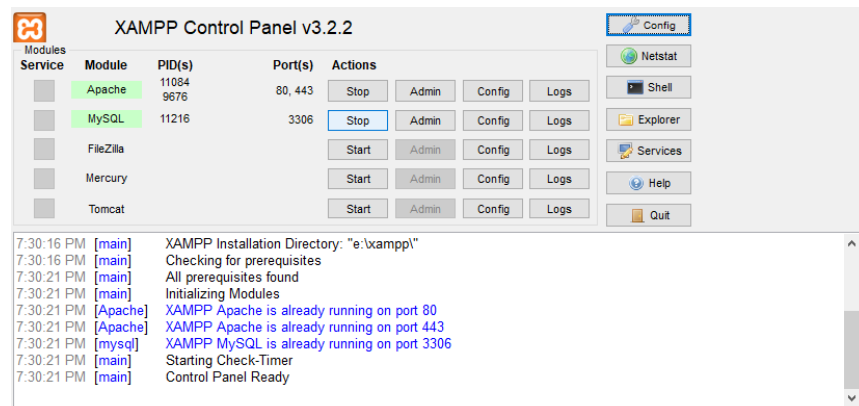 XAMPP Control Panel v3.2.2
Config
Modules
Service Module PID(s) Port(s) Actions
Netstat
Apache 11084 80, 443 Stop Admin Config Logs
9676
Shell
MySQL 11216 3306 Stop Admin Config Logs
Explorer
FileZilla Start Admin Config Logs
Services
Mercury Start Admin Config Logs
Help
Tomcat Start Admin Config Logs
Quit
7:30:16 PM [main] XAMPP Installation Directory: "e:\xampp\"
7:30:16 PM [main] Checking for prerequisites
7:30:21 PM [main] All prerequisites found
7:30:21 PM [main] Initializing Modules
7:30:21 PM [Apache] XAMPP Apache is already running on port 80
7:30:21 PM [Apache] XAMPP Apache is already running on port 443
7:30:21 PM [mysql] XAMPP MySQL is already running on port 3306
7:30:21 PM [main] Starting Check-Timer
7:30:21 PM [main] Control Panel Ready